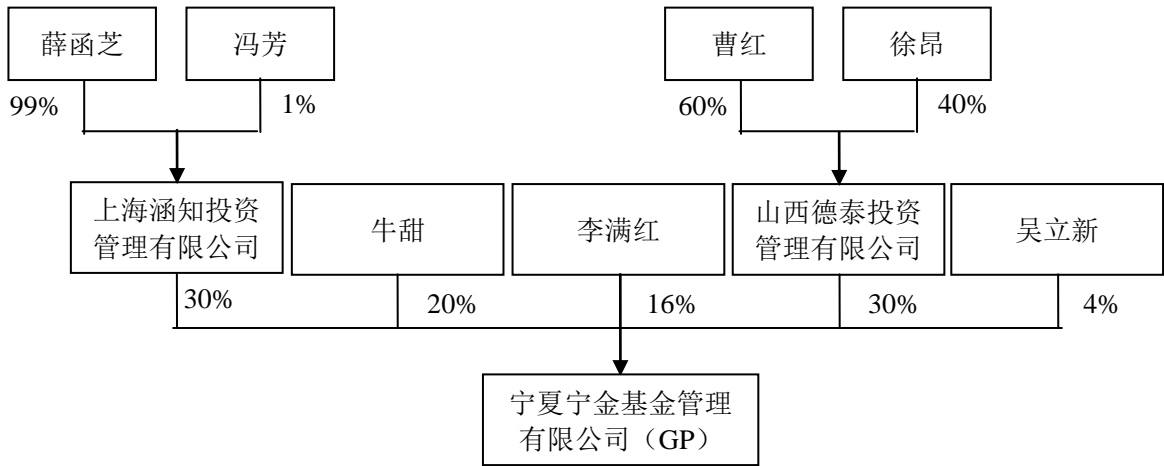 薛函芝
冯芳
曹红
徐昂
99%
1%
60%
40%
上海涵知投资
管理有限公司
牛甜
李满红
山西德泰投资
管理有限公司
吴立新
30%
20%
16%
30%
4%
宁夏宁金基金管理
有限公司（GP）